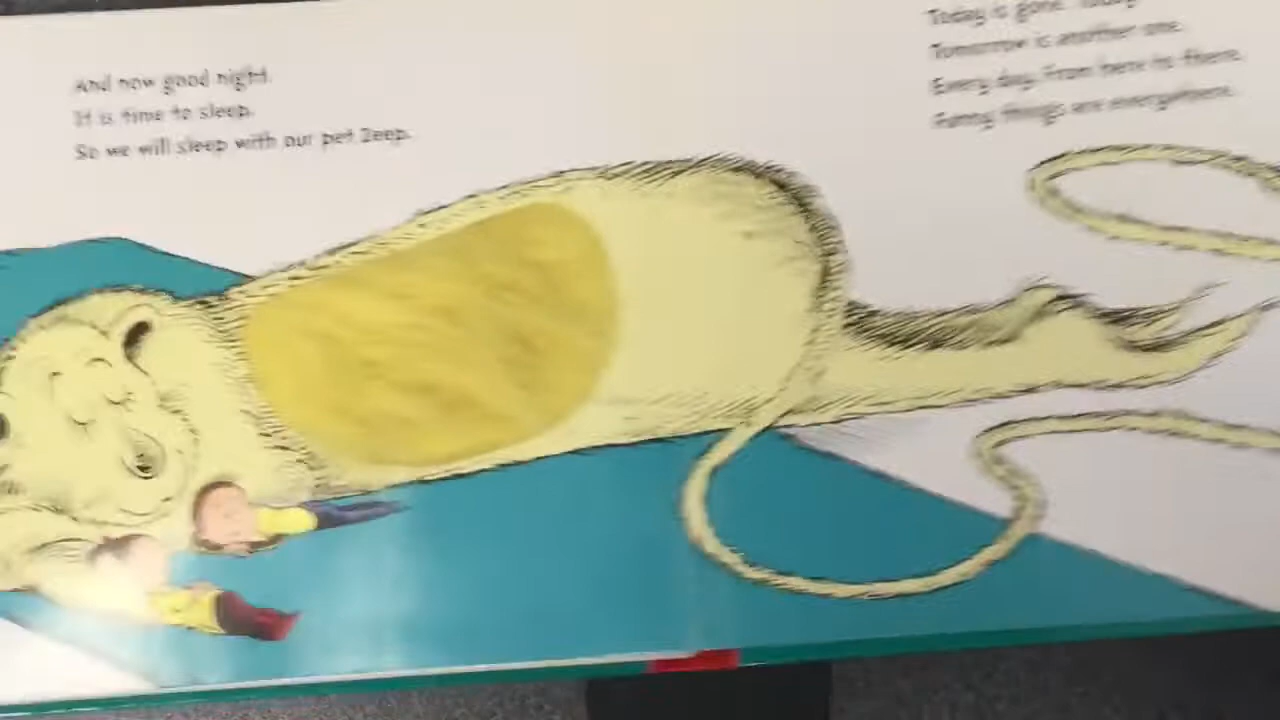 And now good night.
It is time to sleep.
So we will sleep with our pet Zeep.
Today is gone. Today
Tomorrow is another one.
Every day, from here to there,
funny things are everywhere.